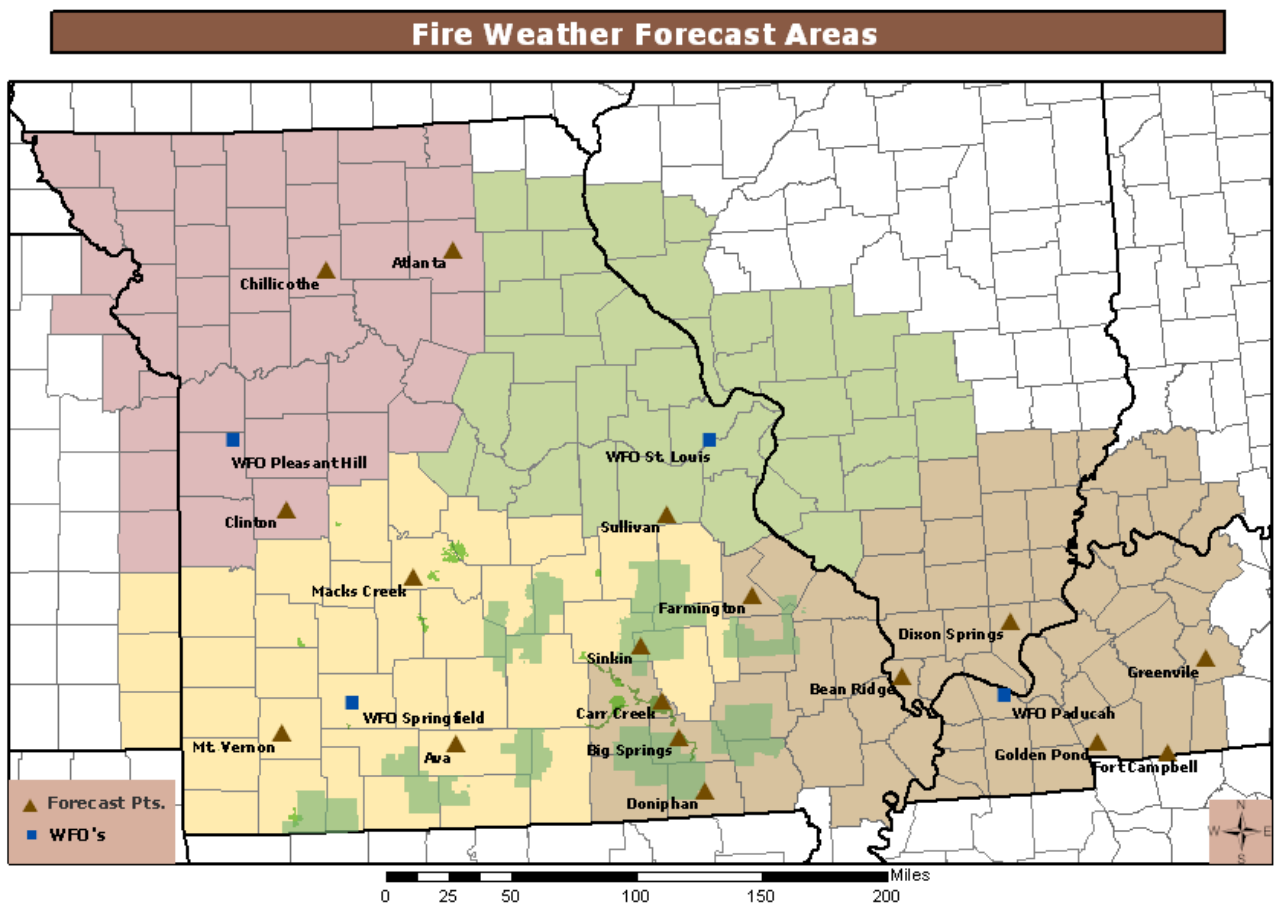 Fire Weather Forecast Areas
Atlanta
Chillicothe
WFO Pleasant Hill
WFO St. Louis
Clinton
Sullivan
Macks Creek
Farmington
Dixon Springs
Sinkin
Greenvile
Bean Ridge
Carr Creek
WFO Paducah
WFO Springfield
Mt. Vernon
Big Springs
Ava
Golden Pond
Fort Campbell
Doniphan
Forecast Pts.
WFO's
N
W E
S
Miles
0 25 50 100 150 200